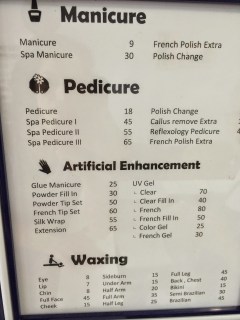 Manicure
Manicure 9 French Polish Extra
Spa Manicure 30 Polish Change
Pedicure
Pedicure 18 Polish Change
Spa Pedicure I 45 Callus remove Extra
Spa Pedicure II 55 Reflexology Pedicure
Spa Pedicure III 65 French Polish Extra
Artificial Enhancement
Glue Manicure 25 UV Gel
Powder Fill In 30 Clear 70
Powder Tip Set 50 Clear Fill In 40
French Tip Set 60 French 80
Silk Wrap 55 French Fill In 50
Extension 65 Color Gel 25
French Gel 30
Waxing
Eye 8 Sideburn 15 Full Leg 45
Lip 7 Under Arm 15 Back, Chest 40
Chin 8 Half Arm 20 Bikini 15
Full Face 45 Full Arm 35 Semi Brazilian 30
Cheek 15 Half Leg 25 Brazilian 45